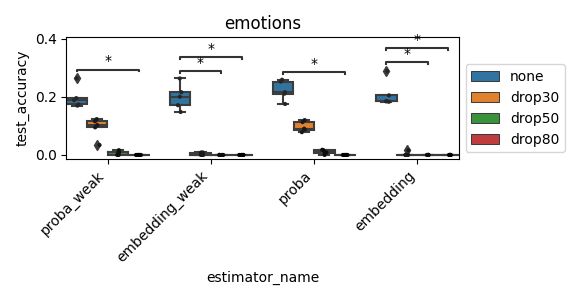 emotions
test_accuracy
0.4
0.2
0.0
*
*
*
*
*
*
none
drop30
drop50
drop80
proba_weak
embedding_weak
proba
embedding
estimator_name